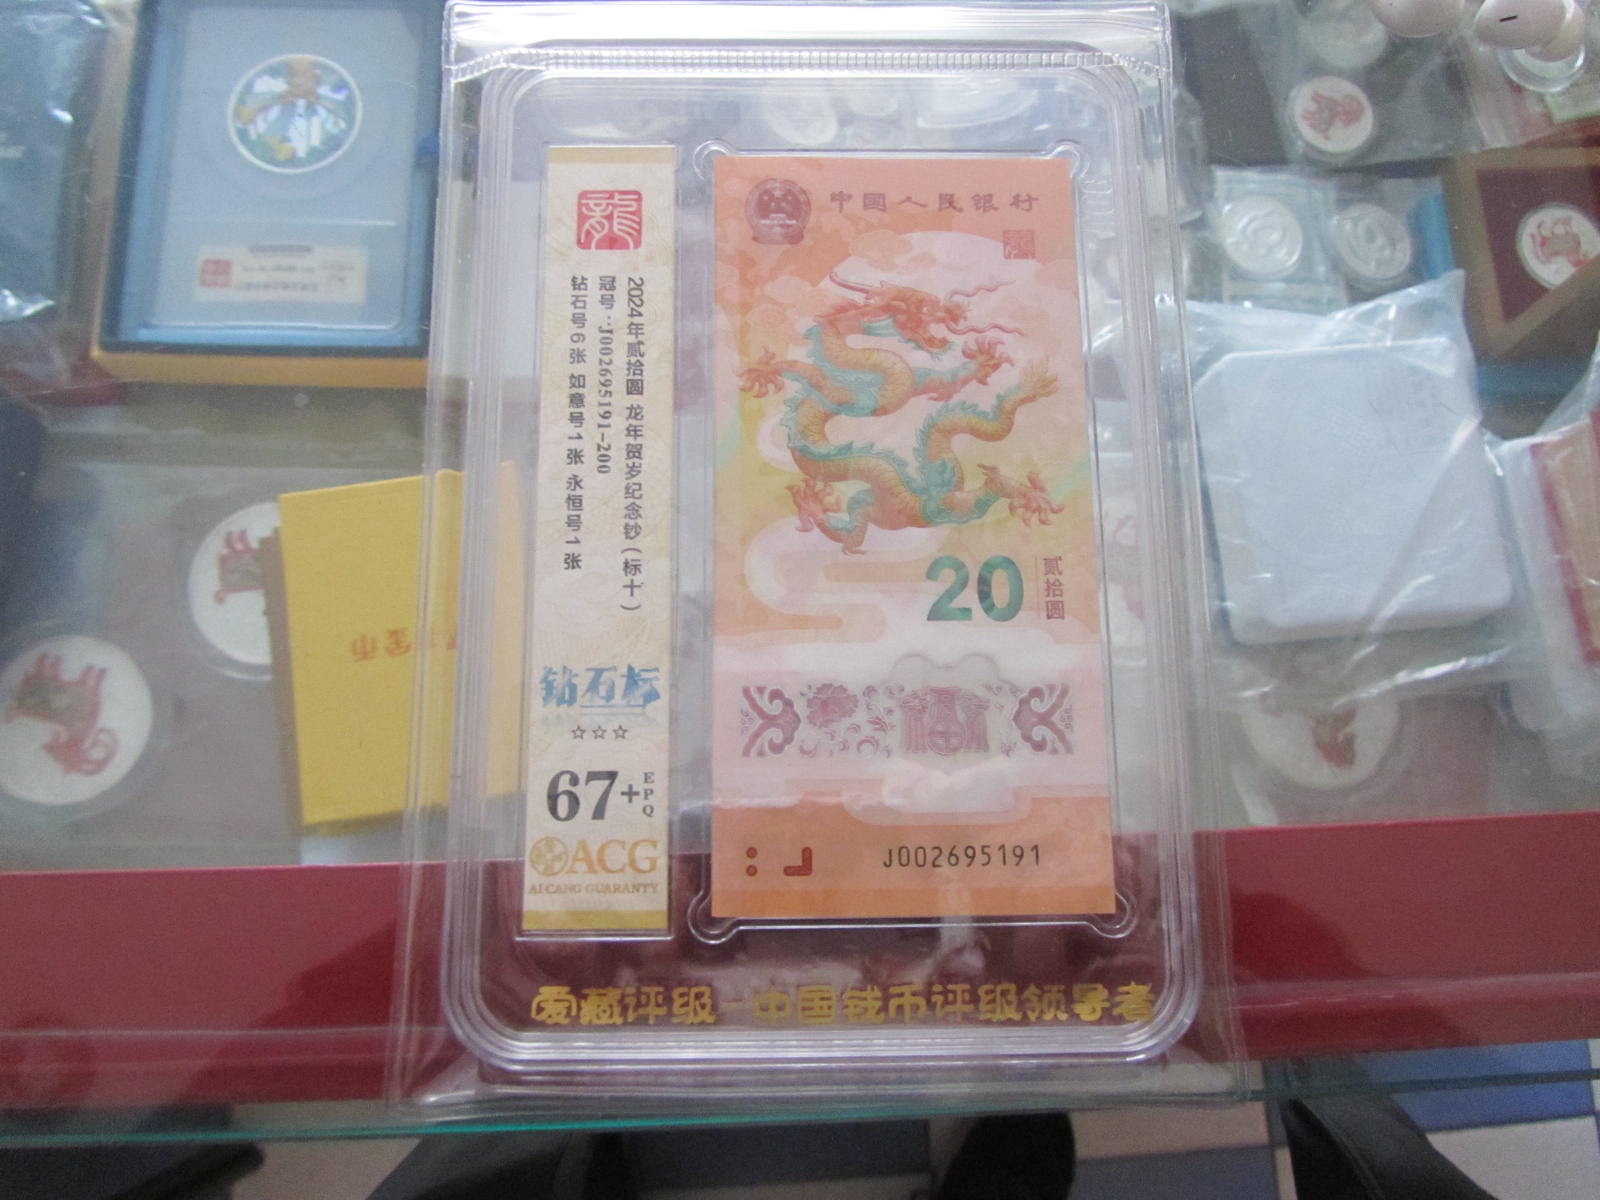 龍
2024年贰拾圆 龙年贺岁纪念钞(标十)
冠号:J002695191-200
钻石号6张 如意号1张 永恒号1张
钻石标
☆☆☆
67+
EPQ
ACG
AI CANG GUARANTY
中国人民银行
龍
20
贰拾圆
福
J002695191
爱藏评级-中国钱币评级领导者
金币